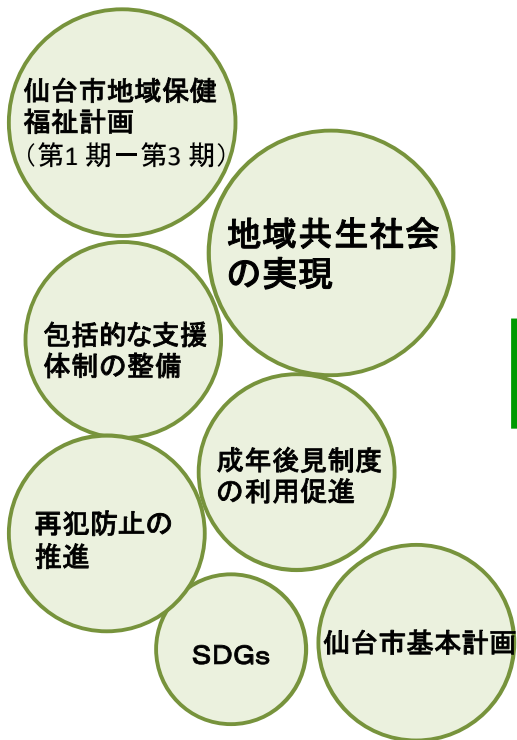 仙台市地域保健
福祉計画
（第1 期－第3 期）
地域共生社会
の実現
包括的な支援
体制の整備
成年後見制度
の利用促進
再犯防止の
推進
SDGs
仙台市基本計画